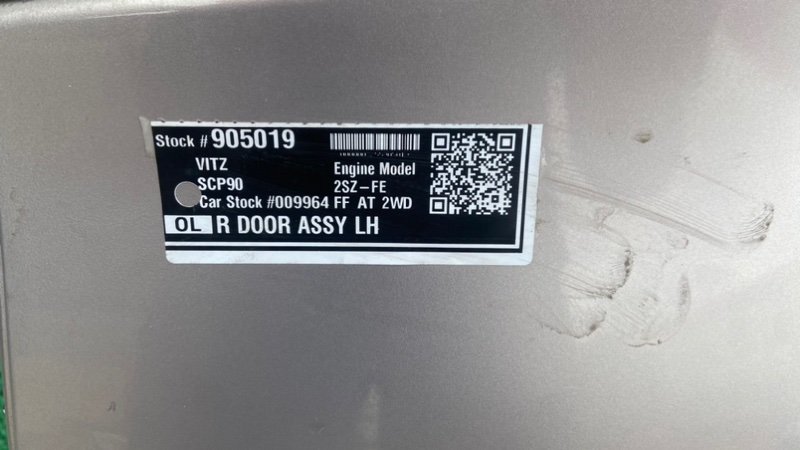 Stock # 905019
VITZ
Engine Model
SCP90
2SZ-FE
Car Stock #009964 FF AT 2WD
OL R DOOR ASSY LH